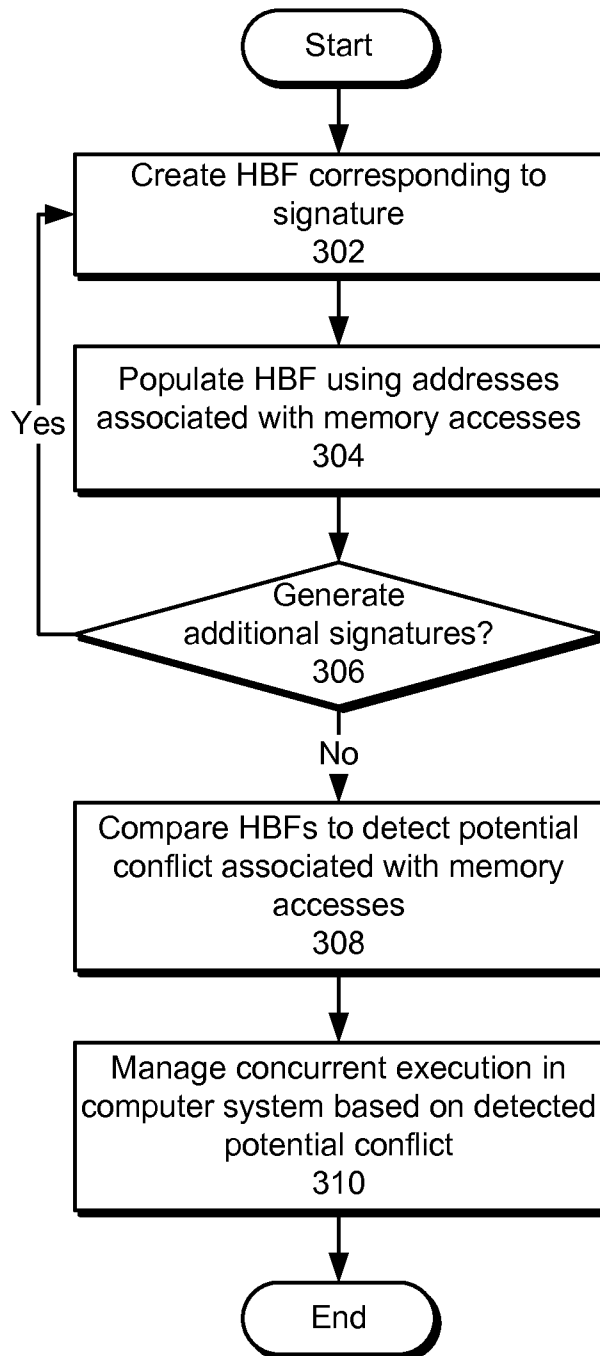 Start
Create HBF corresponding to
signature
302
Populate HBF using addresses
associated with memory accesses
304
Yes
Generate
additional signatures?
306
No
Compare HBFs to detect potential
conflict associated with memory
accesses
308
Manage concurrent execution in
computer system based on detected
potential conflict
310
End